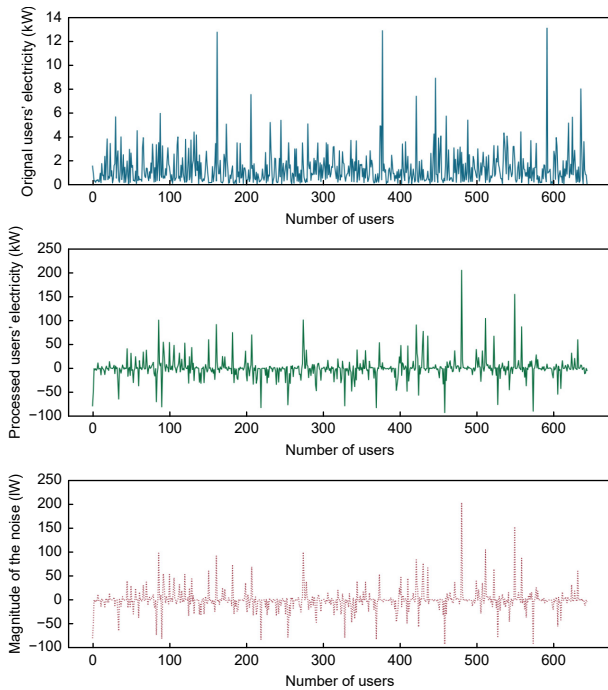 Orignal users' electricity (kW)
14
12
10
8
6
4
2
0
0 100 200 300 400 500 600
Number of users
Processed users' electricity (kW)
250
200
150
100
50
0
−50
−100
0 100 200 300 400 500 600
Number of users
Magnitude of the noise (IW)
250
200
150
100
50
0
−50
−100
0 100 200 300 400 500 600
Number of users